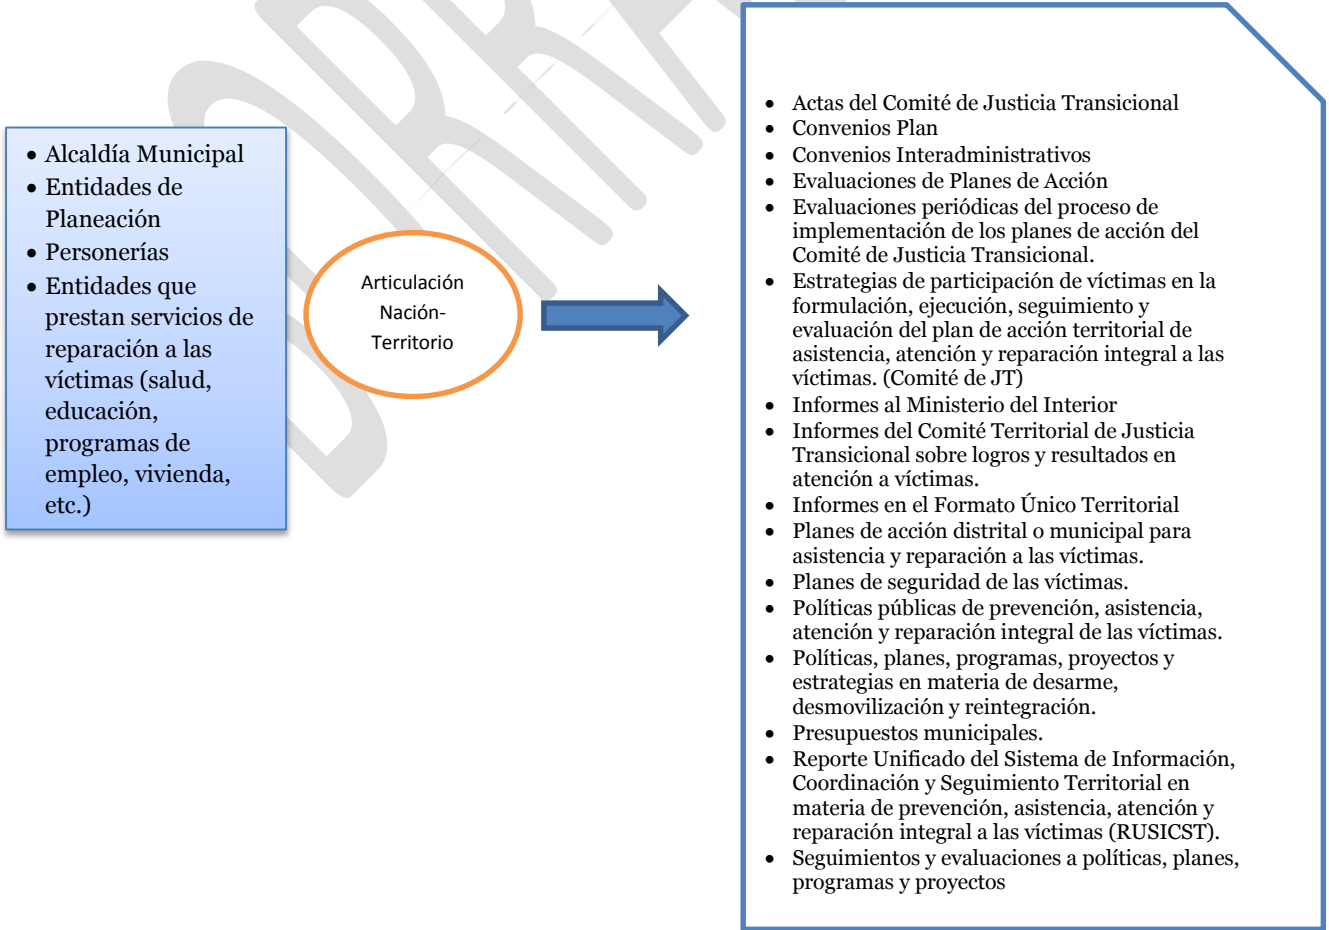 • Alcaldía Municipal
• Entidades de
Planeación
• Personerías
• Entidades que
prestan servicios de
reparación a las
víctimas (salud,
educación,
programas de
empleo, vivienda,
etc.)
Articulación
Nación-
Territorio
• Actas del Comité de Justicia Transicional
• Convenios Plan
• Convenios Interadministrativos
• Evaluaciones de Planes de Acción
• Evaluaciones periódicas del proceso de
implementación de los planes de acción del
Comité de Justicia Transicional.
• Estrategias de participación de víctimas en la
formulación, ejecución, seguimiento y
evaluación del plan de acción territorial de
asistencia, atención y reparación integral a las
víctimas. (Comité de JT)
• Informes al Ministerio del Interior
• Informes del Comité Territorial de Justicia
Transicional sobre logros y resultados en
atención a víctimas.
• Informes en el Formato Único Territorial
• Planes de acción distrital o municipal para
asistencia y reparación a las víctimas.
• Planes de seguridad de las víctimas.
• Políticas públicas de prevención, asistencia,
atención y reparación integral de las víctimas.
• Políticas, planes, programas, proyectos y
estrategias en materia de desarme,
desmovilización y reintegración.
• Presupuestos municipales.
• Reporte Unificado del Sistema de Información,
Coordinación y Seguimiento Territorial en
materia de prevención, asistencia, atención y
reparación integral a las víctimas (RUSICST).
• Seguimientos y evaluaciones a políticas, planes,
programas y proyectos